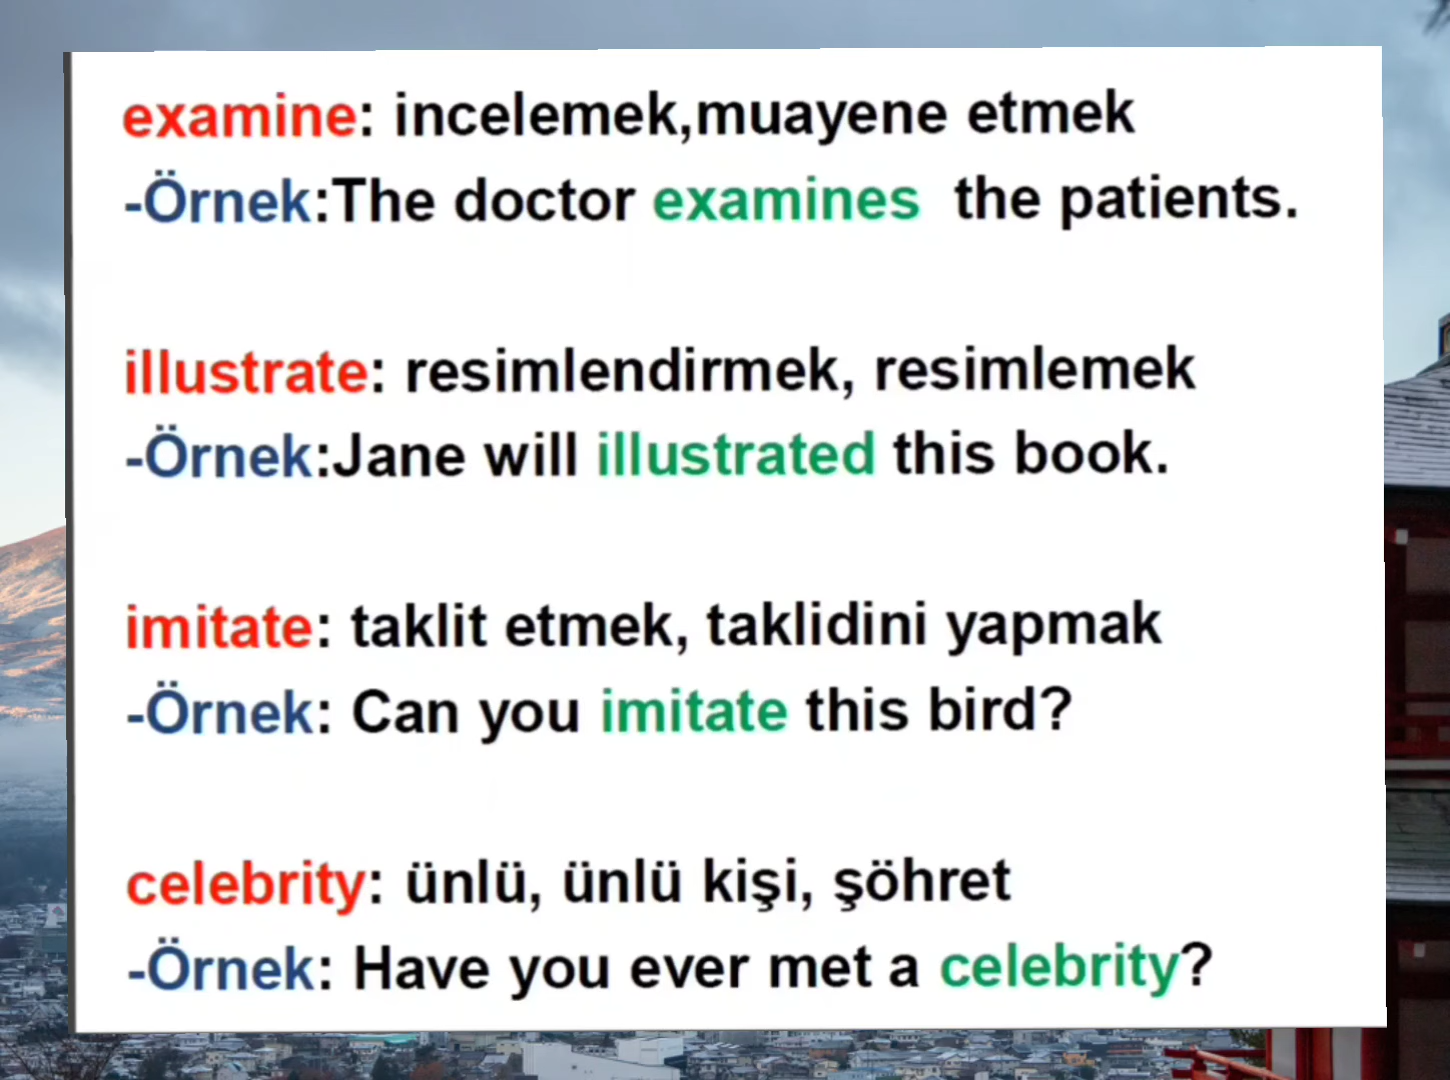 examine: incelemek,muayene etmek
-Örnek:The doctor examines the patients.
illustrate: resimlendirmek, resimlemek
-Örnek:Jane will illustrated this book.
imitate: taklit etmek, taklidini yapmak
-Örnek: Can you imitate this bird?
celebrity: ünlü, ünlü kişi, şöhret
-Örnek: Have you ever met a celebrity?